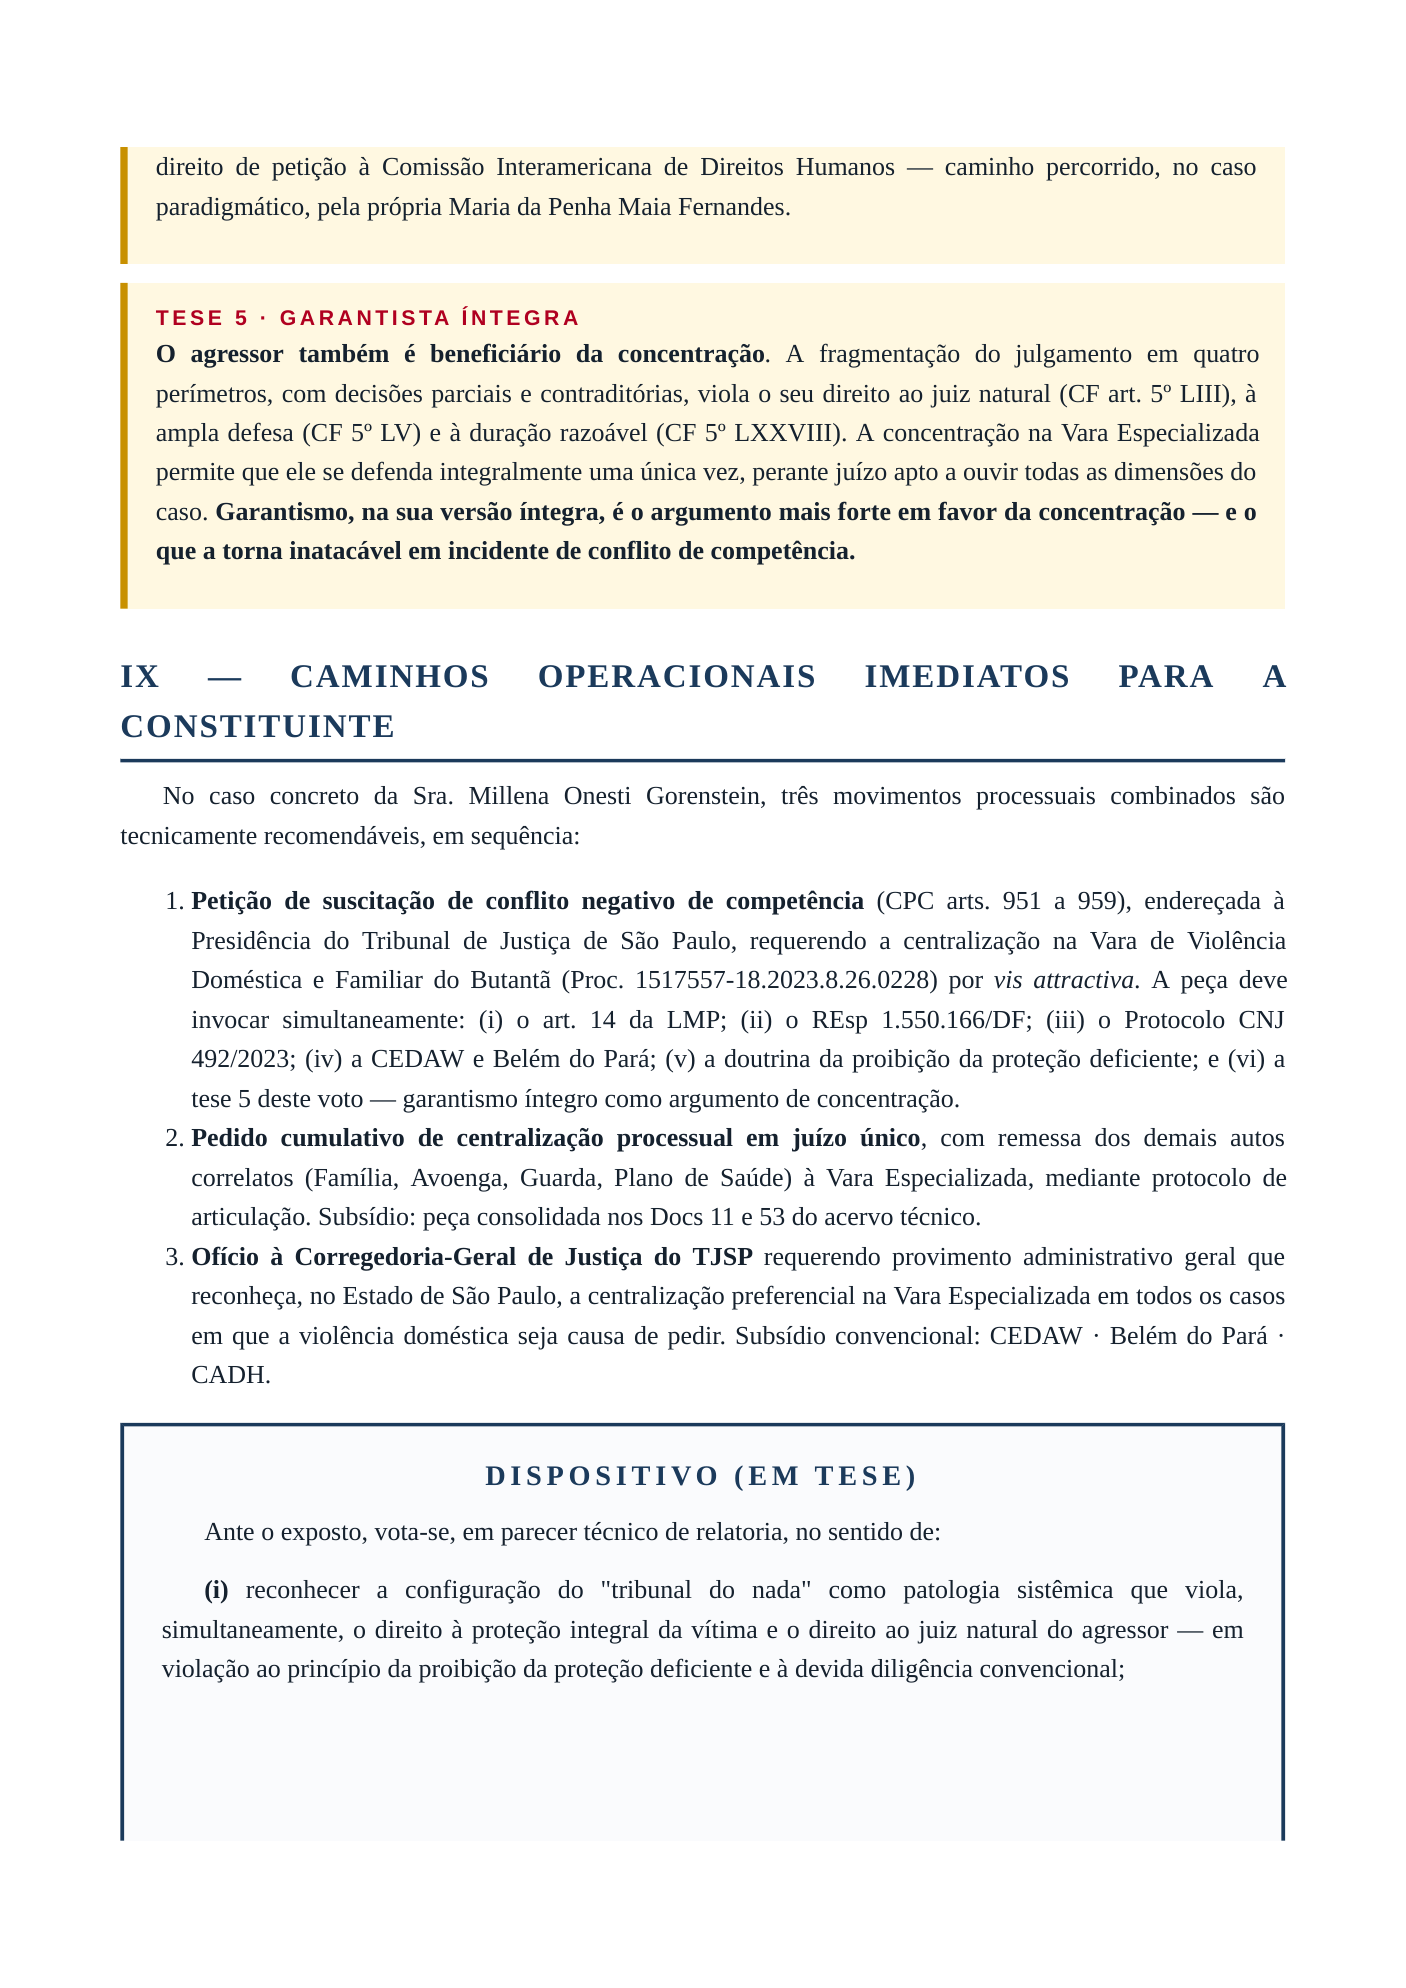 direito de petição à Comissão Interamericana de Direitos Humanos — caminho percorrido, no caso
paradigmático, pela própria Maria da Penha Maia Fernandes.
TESE 5 · GARANTISTA ÍNTEGRA
O agressor também é beneficiário da concentração. A fragmentação do julgamento em quatro
perímetros, com decisões parciais e contraditórias, viola o seu direito ao juiz natural (CF art. 5º LIII), à
ampla defesa (CF 5º LV) e à duração razoável (CF 5º LXXVIII). A concentração na Vara Especializada
permite que ele se defenda integralmente uma única vez, perante juízo apto a ouvir todas as dimensões do
caso. Garantismo, na sua versão íntegra, é o argumento mais forte em favor da concentração — e o
que a torna inatacável em incidente de conflito de competência.
IX — CAMINHOS OPERACIONAIS IMEDIATOS PARA A
CONSTITUINTE
No caso concreto da Sra. Millena Onesti Gorenstein, três movimentos processuais combinados são
tecnicamente recomendáveis, em sequência:
1. Petição de suscitação de conflito negativo de competência (CPC arts. 951 a 959), endereçada à
Presidência do Tribunal de Justiça de São Paulo, requerendo a centralização na Vara de Violência
Doméstica e Familiar do Butantã (Proc. 1517557-18.2023.8.26.0228) por vis attractiva. A peça deve
invocar simultaneamente: (i) o art. 14 da LMP; (ii) o REsp 1.550.166/DF; (iii) o Protocolo CNJ
492/2023; (iv) a CEDAW e Belém do Pará; (v) a doutrina da proibição da proteção deficiente; e (vi) a
tese 5 deste voto — garantismo íntegro como argumento de concentração.
2. Pedido cumulativo de centralização processual em juízo único, com remessa dos demais autos
correlatos (Família, Avoenga, Guarda, Plano de Saúde) à Vara Especializada, mediante protocolo de
articulação. Subsídio: peça consolidada nos Docs 11 e 53 do acervo técnico.
3. Ofício à Corregedoria-Geral de Justiça do TJSP requerendo provimento administrativo geral que
reconheça, no Estado de São Paulo, a centralização preferencial na Vara Especializada em todos os casos
em que a violência doméstica seja causa de pedir. Subsídio convencional: CEDAW · Belém do Pará ·
CADH.
DISPOSITIVO (EM TESE)
Ante o exposto, vota-se, em parecer técnico de relatoria, no sentido de:
(i) reconhecer a configuração do "tribunal do nada" como patologia sistêmica que viola,
simultaneamente, o direito à proteção integral da vítima e o direito ao juiz natural do agressor — em
violação ao princípio da proibição da proteção deficiente e à devida diligência convencional;